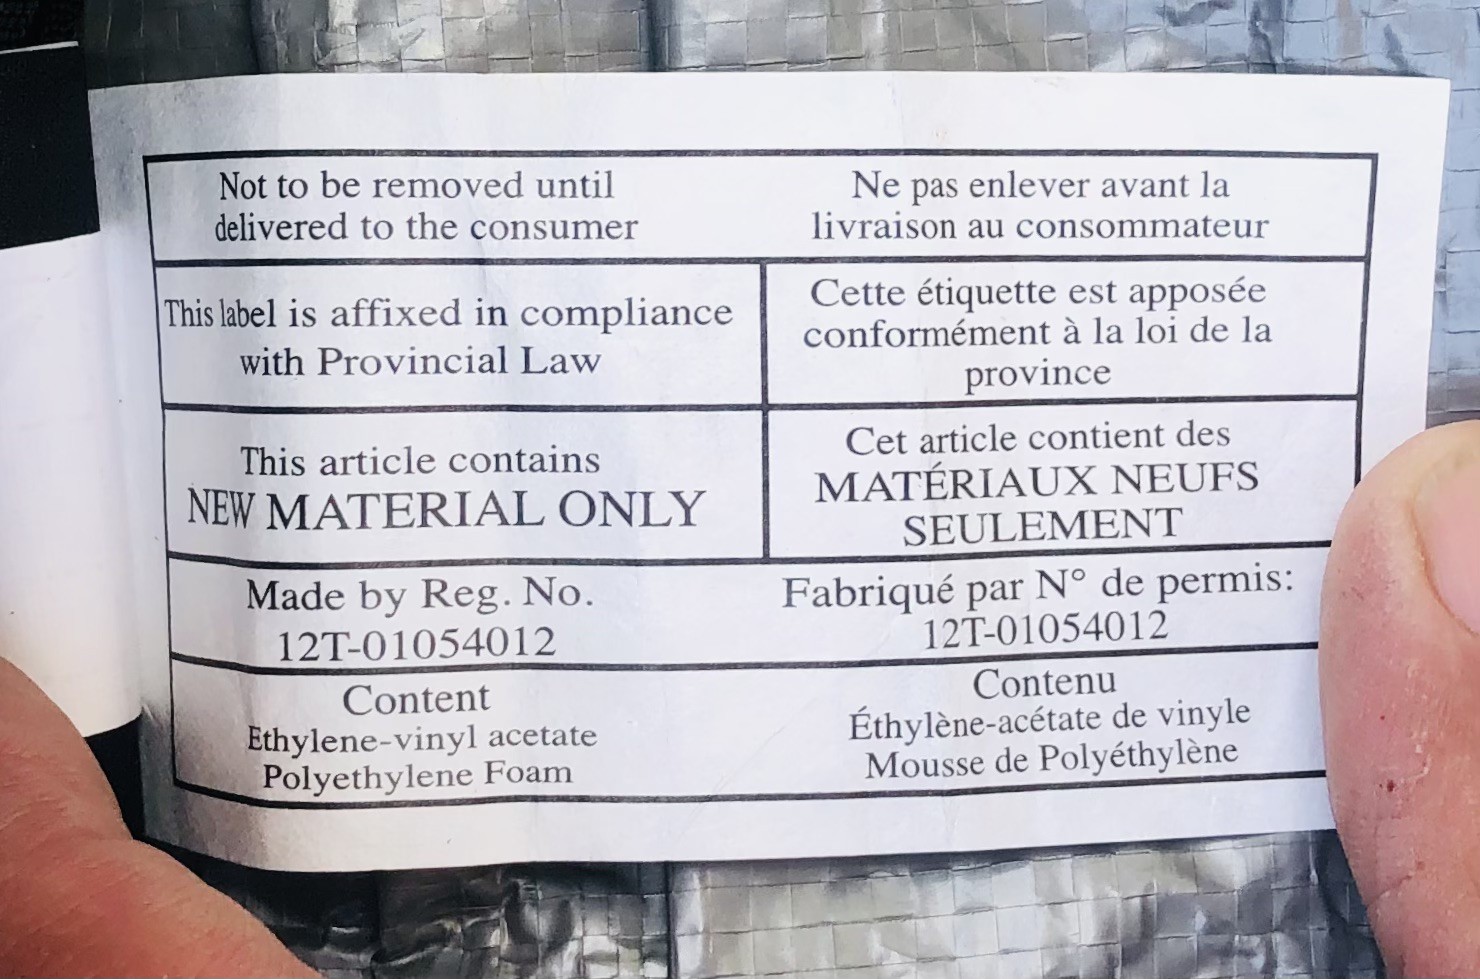 Not to be removed until
delivered to the consumer
Ne pas enlever avant la
livraison au consommateur
This label is affixed in compliance
with Provincial Law
Cette étiquette est apposée
conformément à la loi de la
province
This article contains
NEW MATERIAL ONLY
Cet article contient des
MATÉRIAUX NEUFS
SEULEMENT
Made by Reg. No.
12T-01054012
Fabriqué par N° de permis:
12T-01054012
Content
Ethylene-vinyl acetate
Polyethylene Foam
Contenu
Éthylène-acétate de vinyle
Mousse de Polyéthylène